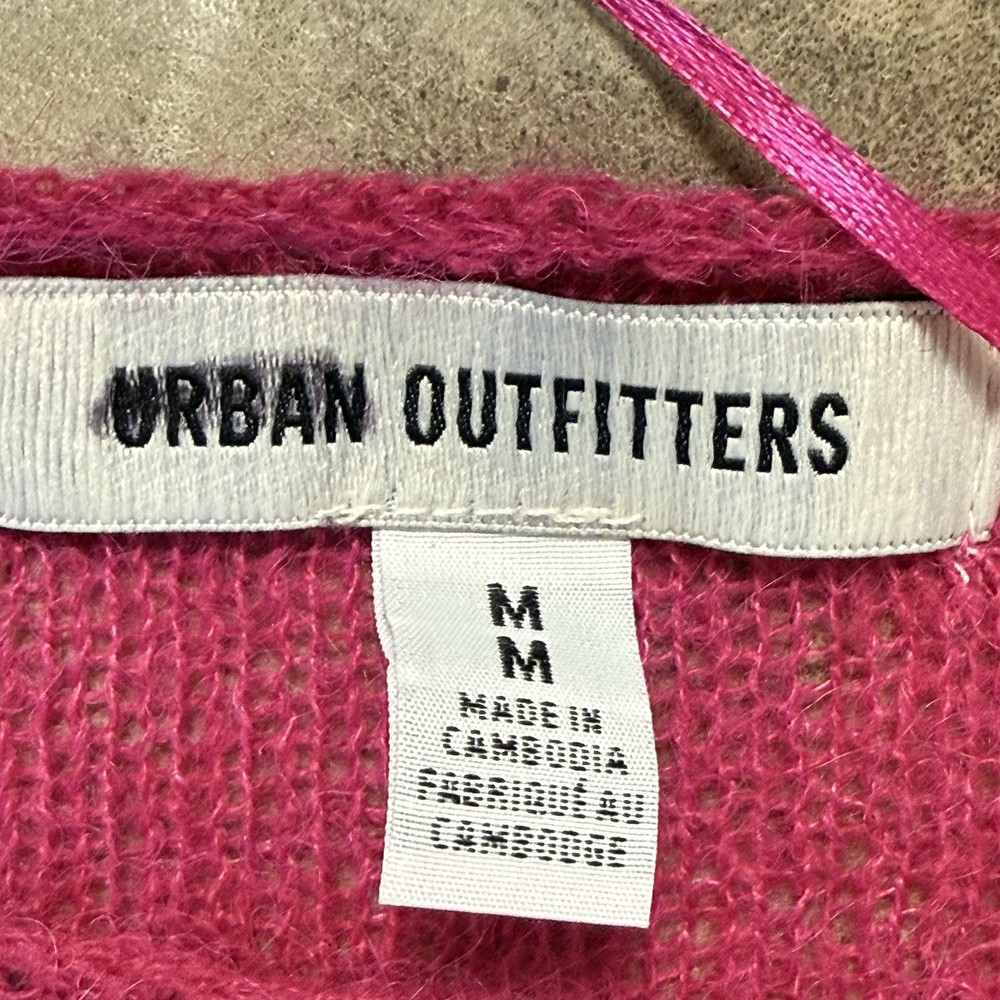 URBAN OUTFITTERS
M
M
MADE IN
CAMBODIA
FABRIQUÉ AU
CAMBODGE